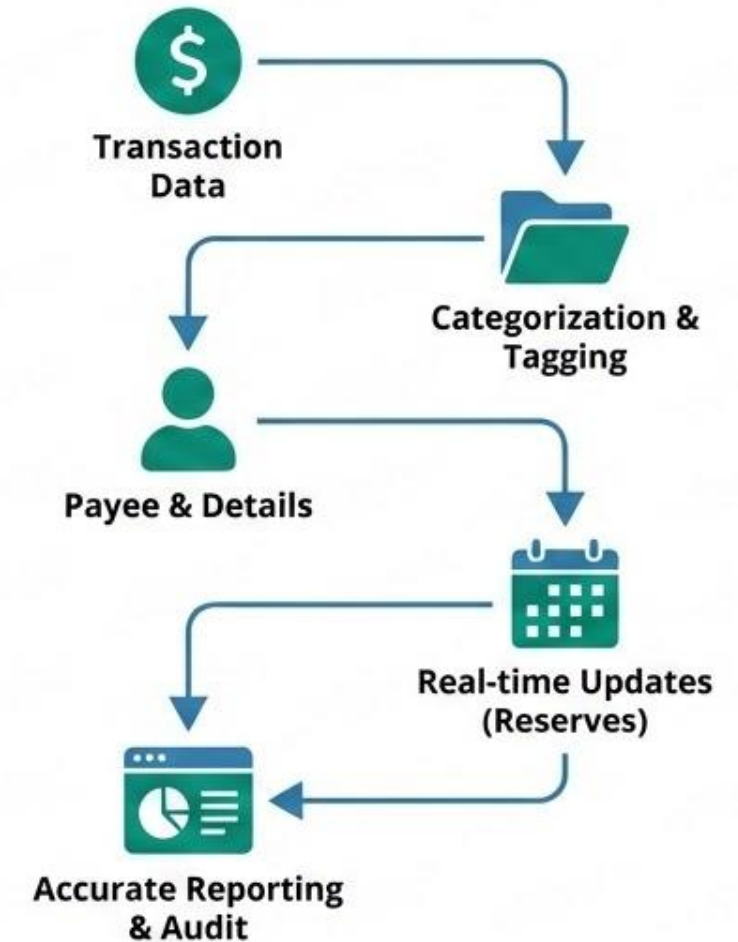 $
Transaction
Data
Categorization &
Tagging
Payee & Details
Real-time Updates
(Reserves)
Accurate Reporting
& Audit